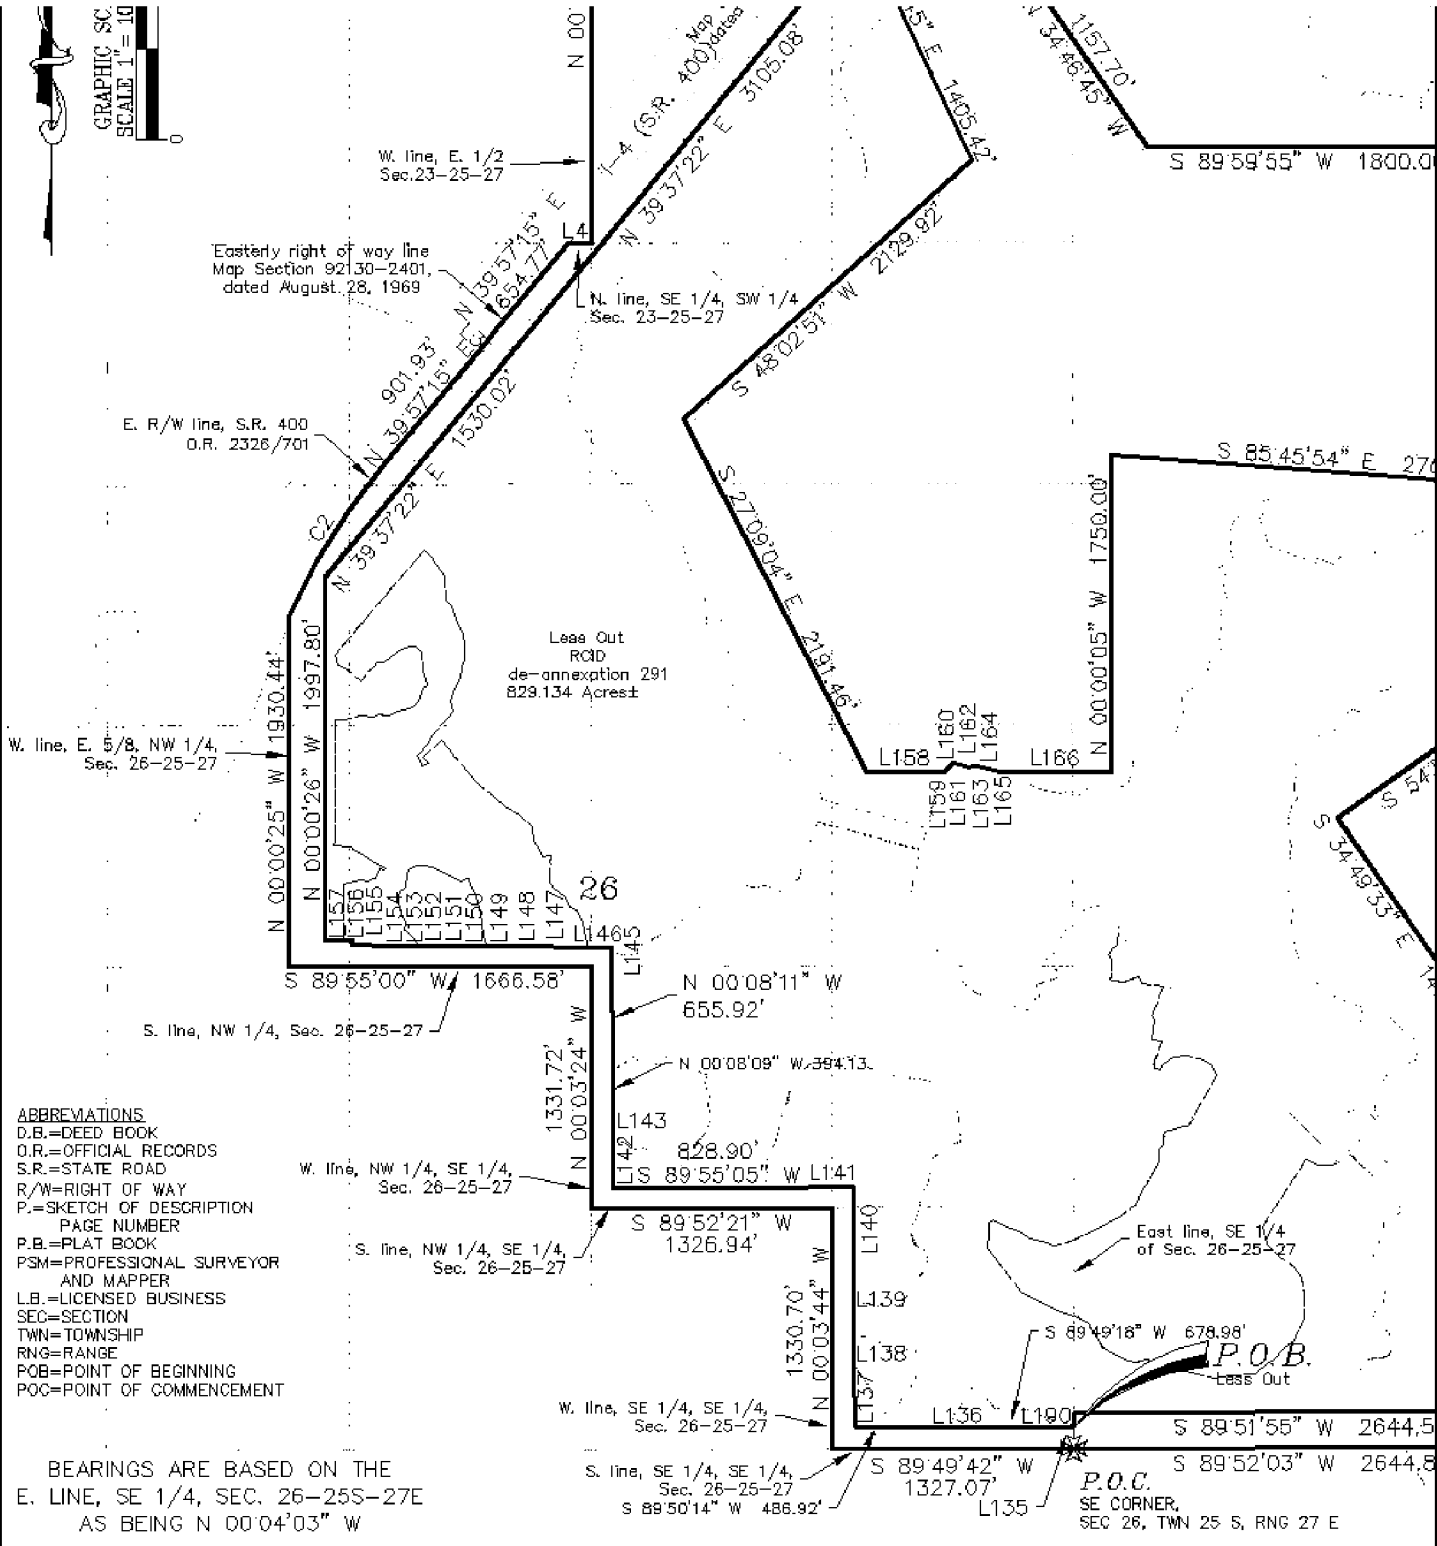 GRAPHIC SC
SCALE 1" = 10
0
N 00
W. line, E. 1/2
Sec.23-25-27
I-4 (S.R. 400)
Map
dated
3105.08'
N 39°37'22" E
5" E 1405.42'
1157.70'
N 34°46'45" W
S 89°59'55" W 1800.0
L4
Easterly right of way line
Map Section 92130-2401,
dated August 28, 1969
N 39°57'15" E
654.77'
N. line, SE 1/4, SW 1/4
Sec. 23-25-27
S 48°02'51" W 2129.92'
901.93'
N 39°57'15" E
E. R/W line, S.R. 400
O.R. 2326/701
N 39°37'22" E 1530.02'
C2
S 27°09'04" E 2191.46'
S 85°45'54" E 270
N 00°00'05" W 1750.00'
Less Out
RCID
de-annexation 291
829.134 Acres±
N 00°00'25" W 1930.44'
N 00°00'26" W 1997.80'
W. line, E. 5/8, NW 1/4,
Sec. 26-25-27
L158
L159
L160
L161
L162
L163
L164
L165
L166
S 54
S 34°49'33" E 14
26
L157
L156
L155
L154
L153
L152
L151
L150
L149
L148
L147
L146
L145
S 89°55'00" W 1666.58'
N 00°08'11" W
655.92'
S. line, NW 1/4, Sec. 26-25-27
N 00°08'09" W 394.13
1331.72'
N 00°03'24" W
L143
L142
828.90'
S 89°55'05" W
L141
ABBREVIATIONS
D.B.=DEED BOOK
O.R.=OFFICIAL RECORDS
S.R.=STATE ROAD
R/W=RIGHT OF WAY
P.=SKETCH OF DESCRIPTION
PAGE NUMBER
P.B.=PLAT BOOK
PSM=PROFESSIONAL SURVEYOR
AND MAPPER
L.B.=LICENSED BUSINESS
SEC=SECTION
TWN=TOWNSHIP
RNG=RANGE
POB=POINT OF BEGINNING
POC=POINT OF COMMENCEMENT
W. line, NW 1/4, SE 1/4,
Sec. 26-25-27
S 89°52'21" W
1326.94'
L140
S. line, NW 1/4, SE 1/4,
Sec. 26-25-27
East line, SE 1/4
of Sec. 26-25-27
1330.70'
N 00°03'44" W
L139
L138
L137
S 89°49'18" W 678.98'
P.O.B.
Less Out
W. line, SE 1/4, SE 1/4,
Sec. 26-25-27
L136
L190
S 89°51'55" W 2644.5
S. line, SE 1/4, SE 1/4,
Sec. 26-25-27
S 89°50'14" W 486.92'
S 89°49'42" W
1327.07'
L135
S 89°52'03" W 2644.8
P.O.C.
SE CORNER,
SEC 26, TWN 25 S, RNG 27 E
BEARINGS ARE BASED ON THE
E. LINE, SE 1/4, SEC. 26-25S-27E
AS BEING N 00°04'03" W